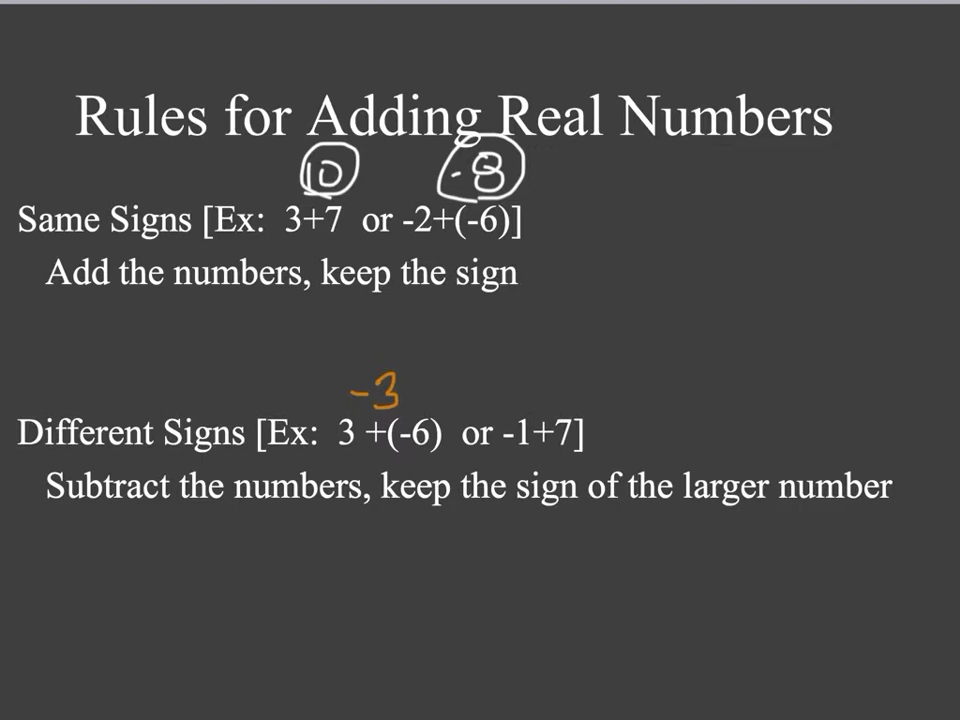 Rules for Adding Real Numbers
10 -8
Same Signs [Ex: 3+7 or -2+(-6)]
Add the numbers, keep the sign
-3
Different Signs [Ex: 3 +(-6) or -1+7]
Subtract the numbers, keep the sign of the larger number